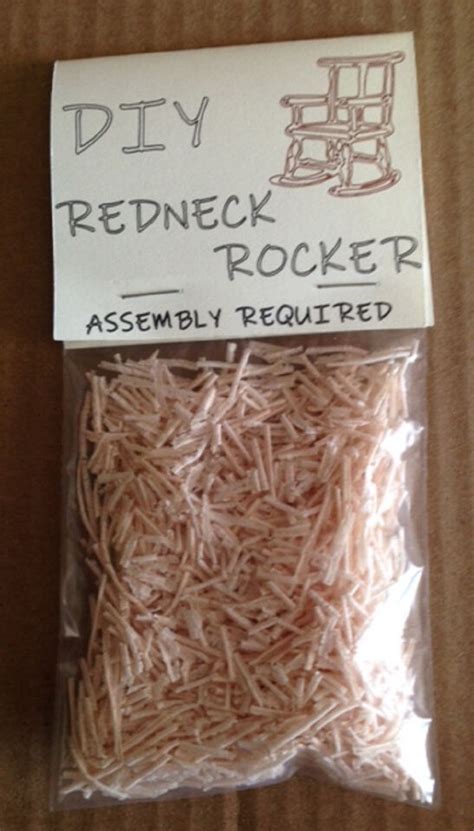 DIY
REDNECK
ROCKER
ASSEMBLY REQUIRED